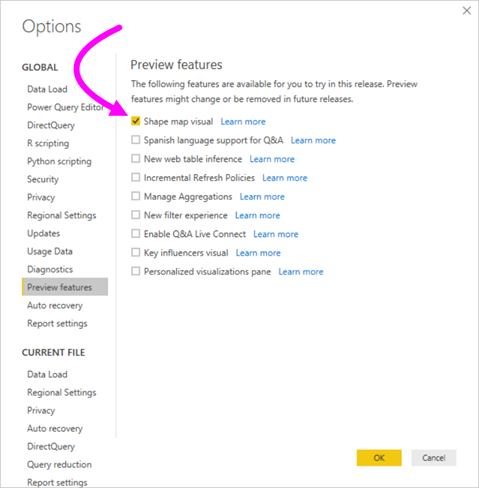 Options
GLOBAL
Data Load
Power Query Editor
DirectQuery
R scripting
Python scripting
Security
Privacy
Regional Settings
Updates
Usage Data
Diagnostics
Preview features
Auto recovery
Report settings
CURRENT FILE
Data Load
Regional Settings
Privacy
Auto recovery
DirectQuery
Query reduction
Report settings
Preview features
The following features are available for you to try in this release. Preview
features might change or be removed in future releases.
Shape map visual Learn more
Spanish language support for Q&A Learn more
New web table inference Learn more
Incremental Refresh Policies Learn more
Manage Aggregations Learn more
New filter experience Learn more
Enable Q&A Live Connect Learn more
Key influencers visual Learn more
Personalized visualizations pane Learn more
OK Cancel